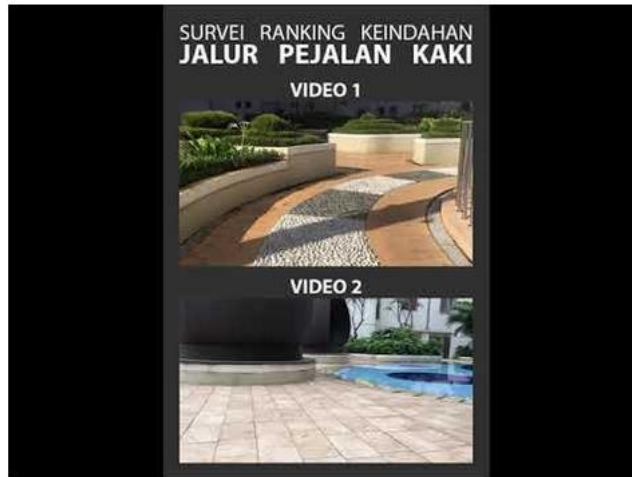 SURVEI RANKING KEINDAHAN
JALUR PEJALAN KAKI
VIDEO 1
VIDEO 2